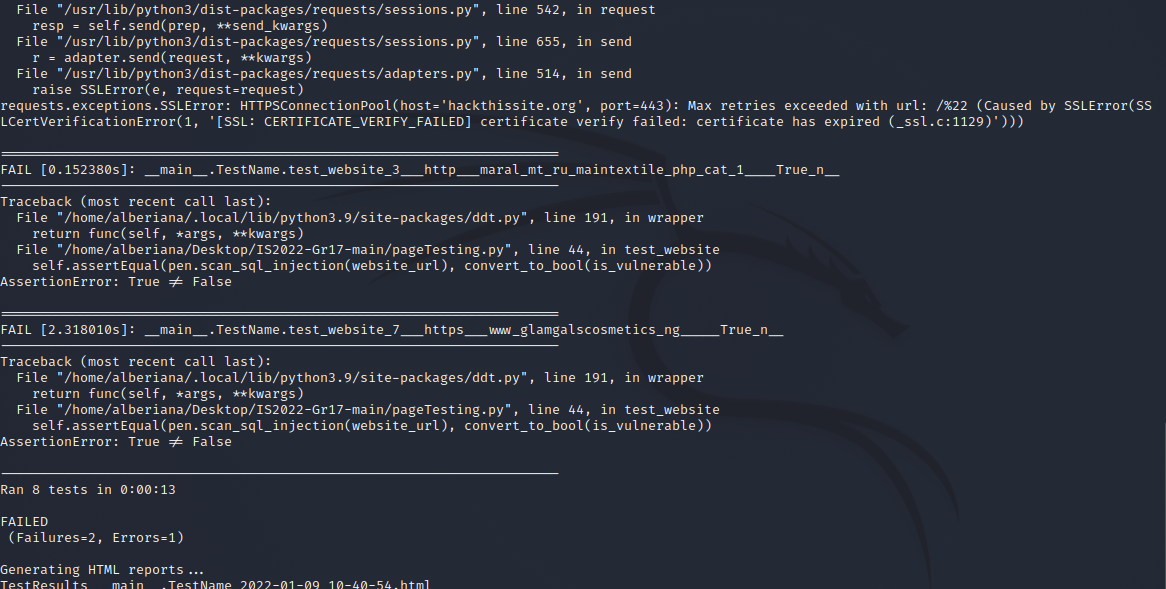 File "/usr/lib/python3/dist-packages/requests/sessions.py", line 542, in request
resp = self.send(prep, **send_kwargs)
File "/usr/lib/python3/dist-packages/requests/sessions.py", line 655, in send
r = adapter.send(request, **kwargs)
File "/usr/lib/python3/dist-packages/requests/adapters.py", line 514, in send
raise SSLError(e, request=request)
requests.exceptions.SSLError: HTTPSConnectionPool(host='hackthissite.org', port=443): Max retries exceeded with url: /%22 (Caused by SSLError(SS
LCertVerificationError(1, '[SSL: CERTIFICATE_VERIFY_FAILED] certificate verify failed: certificate has expired (_ssl.c:1129)')))
======================================================================
FAIL [0.152380s]: __main__.TestName.test_website_3___http___maral_mt_ru_maintextile_php_cat_1____True_n__
----------------------------------------------------------------------
Traceback (most recent call last):
File "/home/alberiana/.local/lib/python3.9/site-packages/ddt.py", line 191, in wrapper
return func(self, *args, **kwargs)
File "/home/alberiana/Desktop/IS2022-Gr17-main/pageTesting.py", line 44, in test_website
self.assertEqual(pen.scan_sql_injection(website_url), convert_to_bool(is_vulnerable))
AssertionError: True != False
======================================================================
FAIL [2.318010s]: __main__.TestName.test_website_7___https___www_glamgalscosmetics_ng_____True_n__
----------------------------------------------------------------------
Traceback (most recent call last):
File "/home/alberiana/.local/lib/python3.9/site-packages/ddt.py", line 191, in wrapper
return func(self, *args, **kwargs)
File "/home/alberiana/Desktop/IS2022-Gr17-main/pageTesting.py", line 44, in test_website
self.assertEqual(pen.scan_sql_injection(website_url), convert_to_bool(is_vulnerable))
AssertionError: True != False
----------------------------------------------------------------------
Ran 8 tests in 0:00:13
FAILED
(Failures=2, Errors=1)
Generating HTML reports...
TestResults__main__.TestName_2022-01-09_10-40-54.html